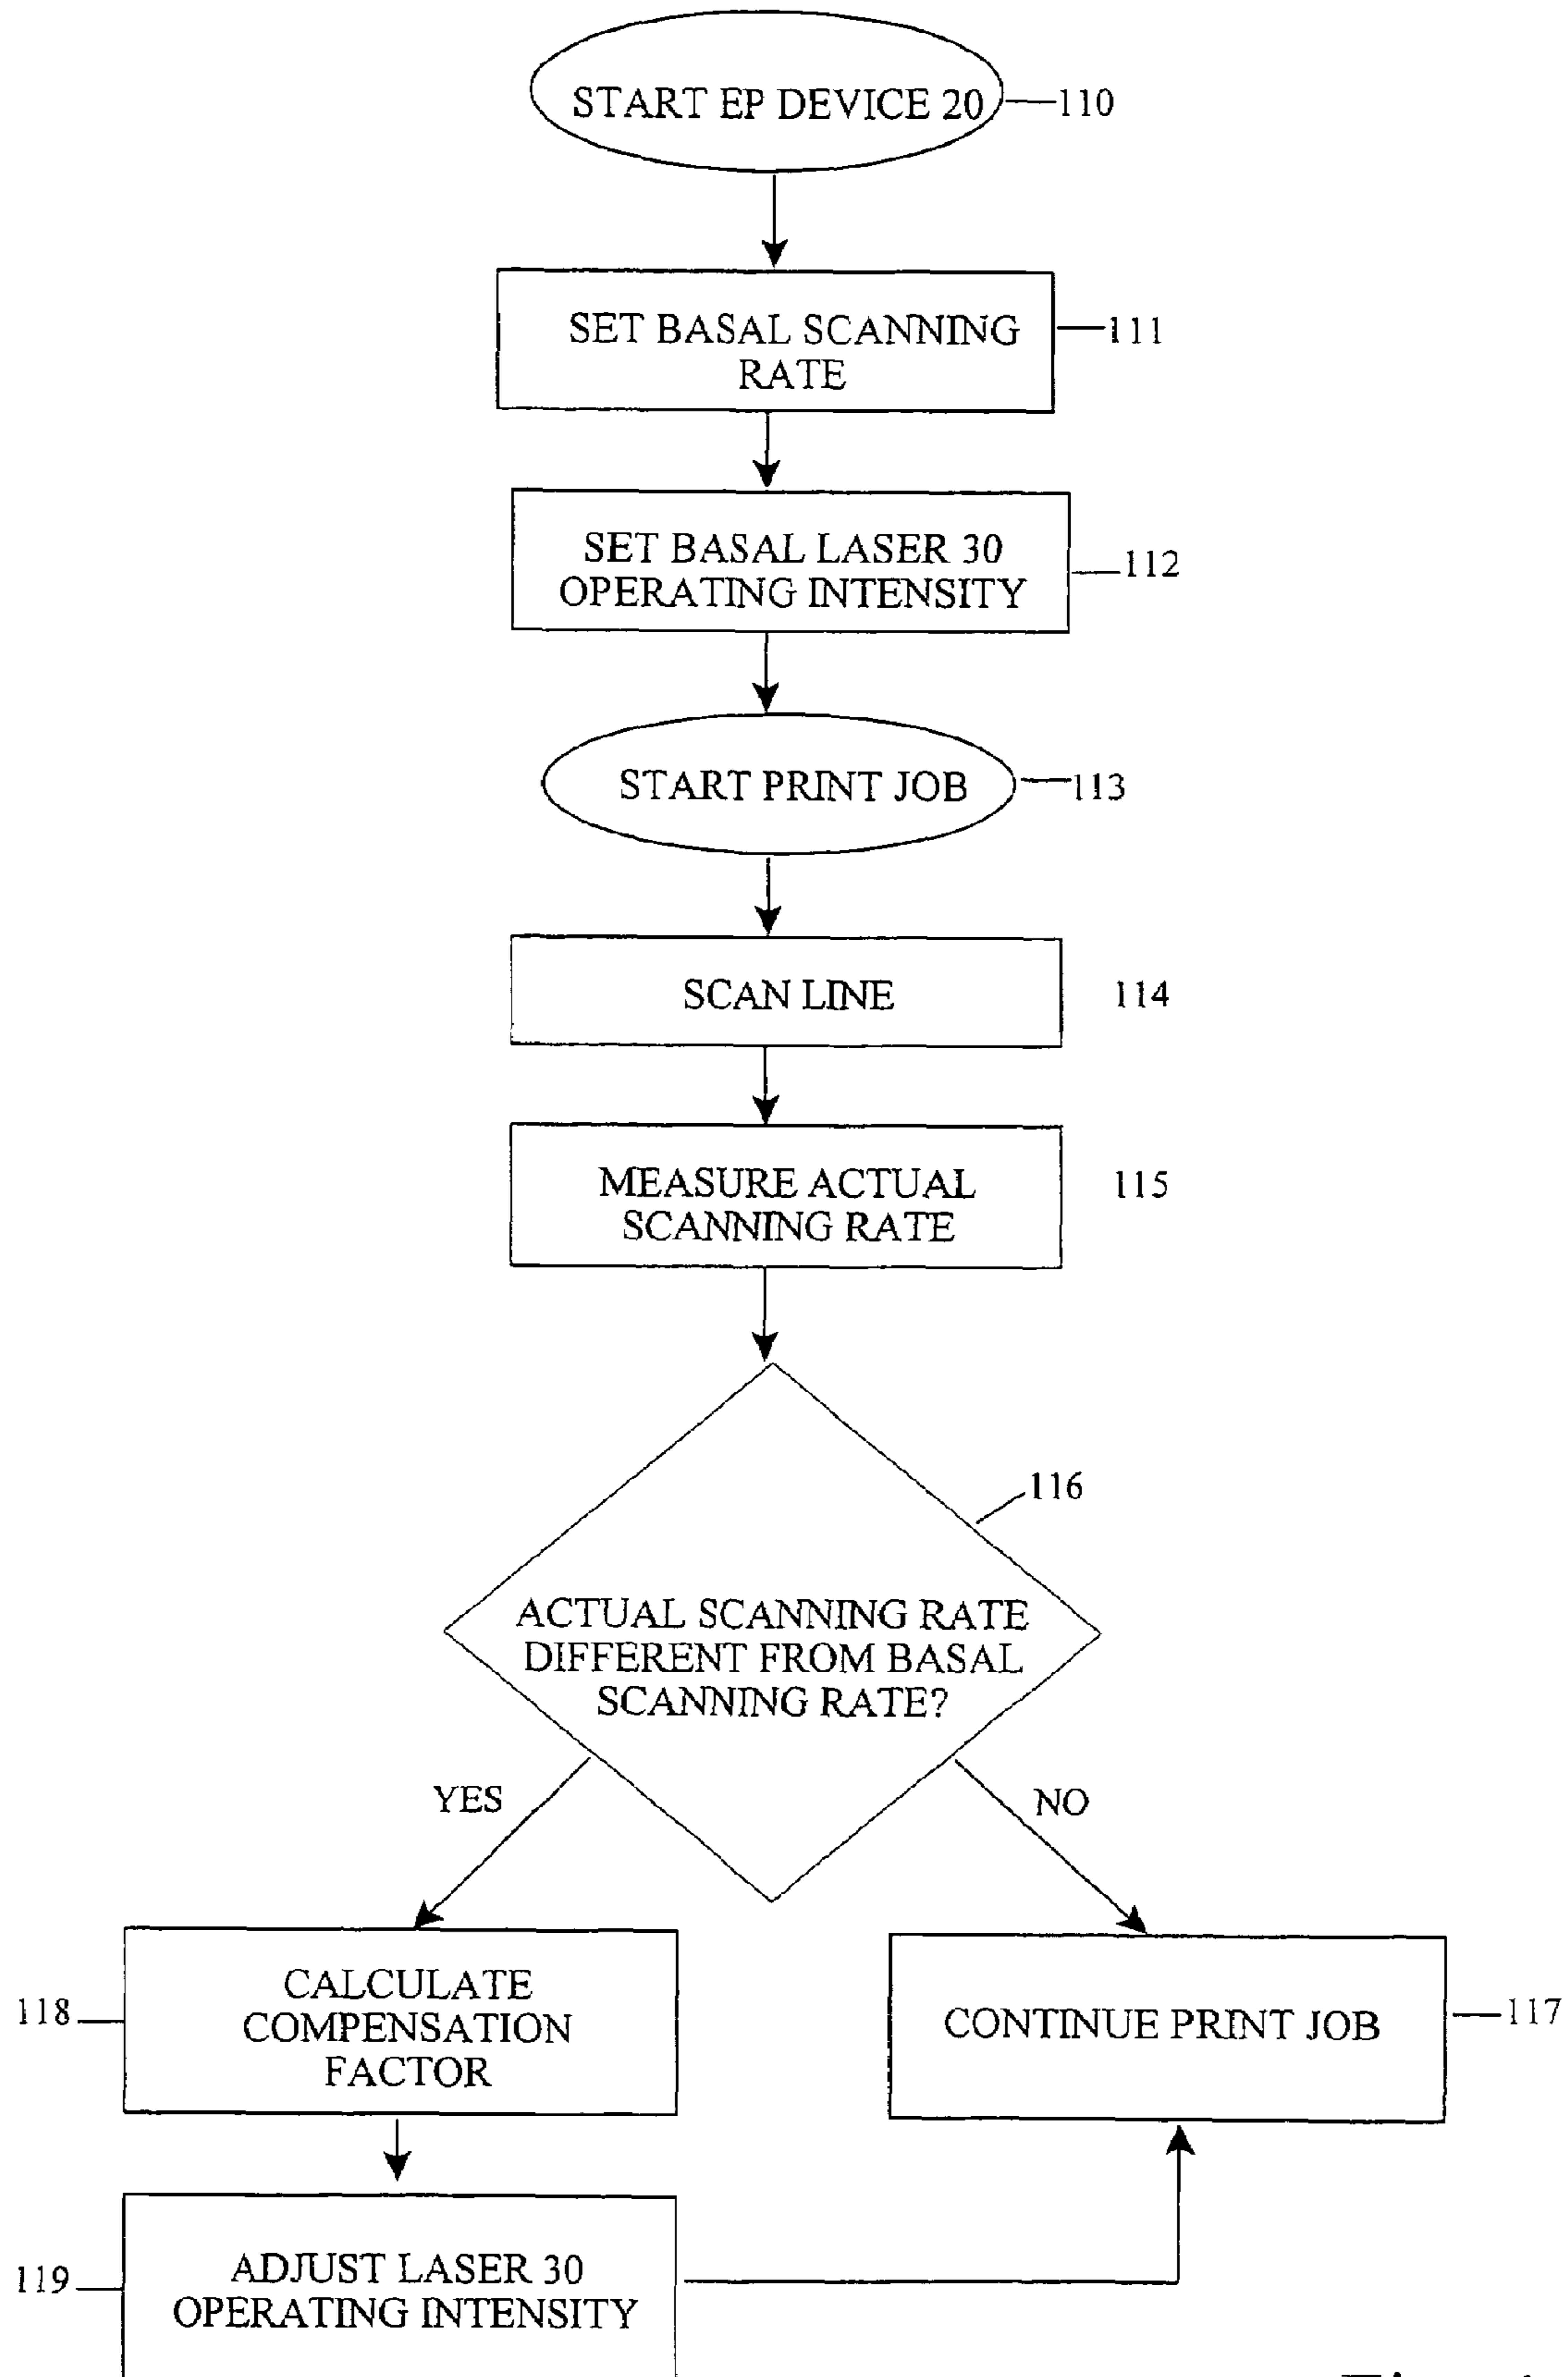 START EP DEVICE 20
110
SET BASAL SCANNING
RATE
111
SET BASAL LASER 30
OPERATING INTENSITY
112
START PRINT JOB
113
SCAN LINE
114
MEASURE ACTUAL
SCANNING RATE
115
116
ACTUAL SCANNING RATE
DIFFERENT FROM BASAL
SCANNING RATE?
YES
NO
118
CALCULATE
COMPENSATION
FACTOR
CONTINUE PRINT JOB
117
119
ADJUST LASER 30
OPERATING INTENSITY